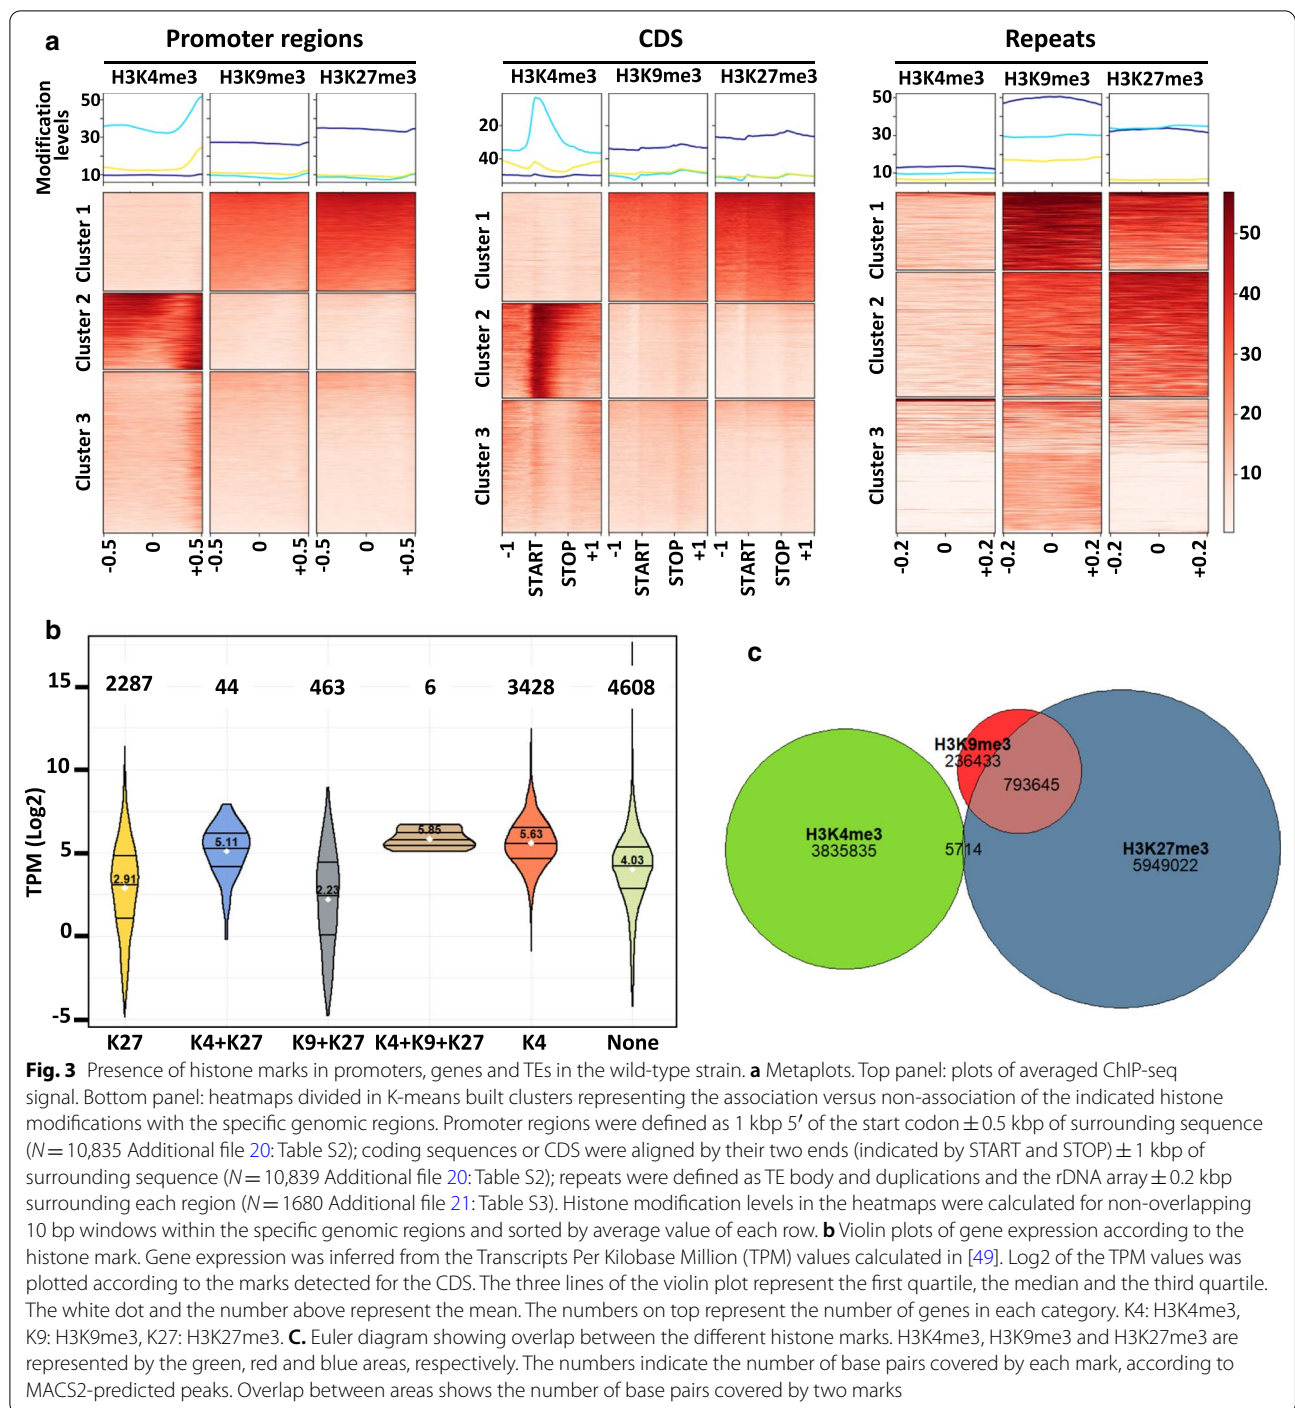 a
Promoter regions
CDS
Repeats
H3K4me3 H3K9me3 H3K27me3
H3K4me3 H3K9me3 H3K27me3
H3K4me3 H3K9me3 H3K27me3
Modification
levels
50
30
10
20
40
50
30
10
Cluster 1
Cluster 2
Cluster 3
Cluster 1
Cluster 2
Cluster 3
Cluster 1
Cluster 2
Cluster 3
50
40
30
20
10
-0.5 0 +0.5 -0.5 0 +0.5 -0.5 0 +0.5
-1 START STOP +1 -1 START STOP +1 -1 START STOP +1
-0.2 0 +0.2 -0.2 0 +0.2 -0.2 0 +0.2
b
TPM (Log2)
15
10
5
0
-5
2287 44 463 6 3428 4608
2.91 5.11 2.23 5.85 5.63 4.03
K27 K4+K27 K9+K27 K4+K9+K27 K4 None
c
H3K9me3
236433
793645
H3K4me3
3835835
5714
H3K27me3
5949022
Fig. 3 Presence of histone marks in promoters, genes and TEs in the wild-type strain. a Metaplots. Top panel: plots of averaged ChIP-seq
signal. Bottom panel: heatmaps divided in K-means built clusters representing the association versus non-association of the indicated histone
modifications with the specific genomic regions. Promoter regions were defined as 1 kbp 5′ of the start codon ± 0.5 kbp of surrounding sequence
(N = 10,835 Additional file 20: Table S2); coding sequences or CDS were aligned by their two ends (indicated by START and STOP) ± 1 kbp of
surrounding sequence (N = 10,839 Additional file 20: Table S2); repeats were defined as TE body and duplications and the rDNA array ± 0.2 kbp
surrounding each region (N = 1680 Additional file 21: Table S3). Histone modification levels in the heatmaps were calculated for non-overlapping
10 bp windows within the specific genomic regions and sorted by average value of each row. b Violin plots of gene expression according to the
histone mark. Gene expression was inferred from the Transcripts Per Kilobase Million (TPM) values calculated in [49]. Log2 of the TPM values was
plotted according to the marks detected for the CDS. The three lines of the violin plot represent the first quartile, the median and the third quartile.
The white dot and the number above represent the mean. The numbers on top represent the number of genes in each category. K4: H3K4me3,
K9: H3K9me3, K27: H3K27me3. C. Euler diagram showing overlap between the different histone marks. H3K4me3, H3K9me3 and H3K27me3 are
represented by the green, red and blue areas, respectively. The numbers indicate the number of base pairs covered by each mark, according to
MACS2-predicted peaks. Overlap between areas shows the number of base pairs covered by two marks